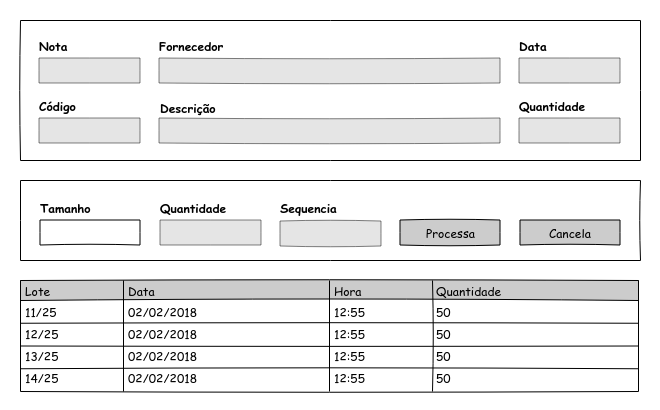 Nota Fornecedor Data
Código Descrição Quantidade
Tamanho Quantidade Sequencia Processa Cancela
Lote Data Hora Quantidade
11/25 02/02/2018 12:55 50
12/25 02/02/2018 12:55 50
13/25 02/02/2018 12:55 50
14/25 02/02/2018 12:55 50